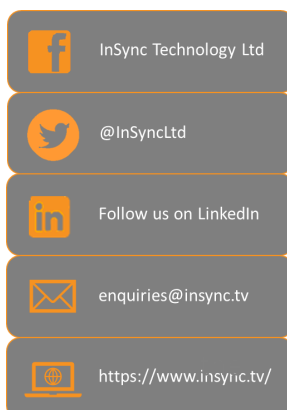 InSync Technology Ltd
@InSyncLtd
Follow us on LinkedIn
enquiries@insync.tv
https://www.insync.tv/